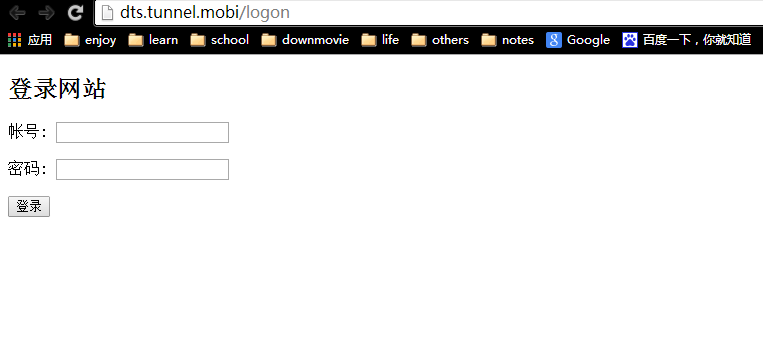 dts.tunnel.mobi/logon
应用 enjoy learn school downmovie life others notes Google 百度一下，你就知道
登录网站
帐号：
密码：
登录